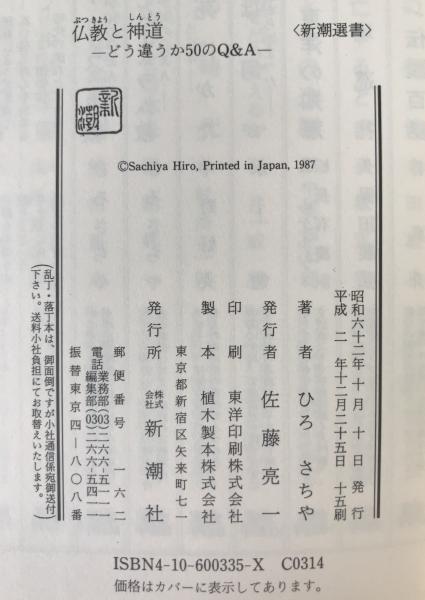 ぶつきよう しんとう
仏教と神道
―どう違うか50のQ&A―
〈新潮選書〉
新潮
©Sachiya Hiro, Printed in Japan, 1987
昭和六十二年十月十日 発行
平成二年十二月二十五日 十五刷
著者 ひろさちや
発行者 佐藤亮一
印刷 東洋印刷株式会社
製本 植木製本株式会社
発行所 株式会社 新潮社
東京都新宿区矢来町七一
郵便番号 一六二
電話 業務部(03)二六六-五一一一
編集部(03)二六六-五四一一
振替東京四-八〇八番
乱丁・落丁本は、御面倒ですが小社通信係宛御送付
下さい。送料小社負担にてお取替えいたします。
ISBN4-10-600335-X C0314
価格はカバーに表示してあります。